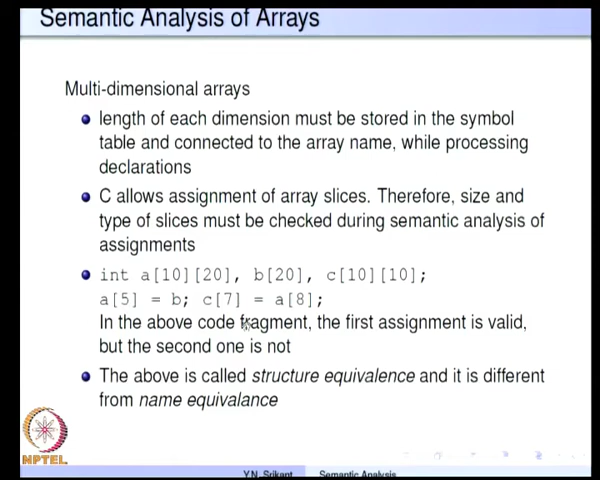 Semantic Analysis of Arrays
Multi-dimensional arrays
length of each dimension must be stored in the symbol
table and connected to the array name, while processing
declarations
C allows assignment of array slices. Therefore, size and
type of slices must be checked during semantic analysis of
assignments
int a[10][20], b[20], c[10][10];
a[5] = b; c[7] = a[8];
In the above code fragment, the first assignment is valid,
but the second one is not
The above is called structure equivalence and it is different
from name equivalance
NPTEL
Y.N. Srikant Semantic Analysis